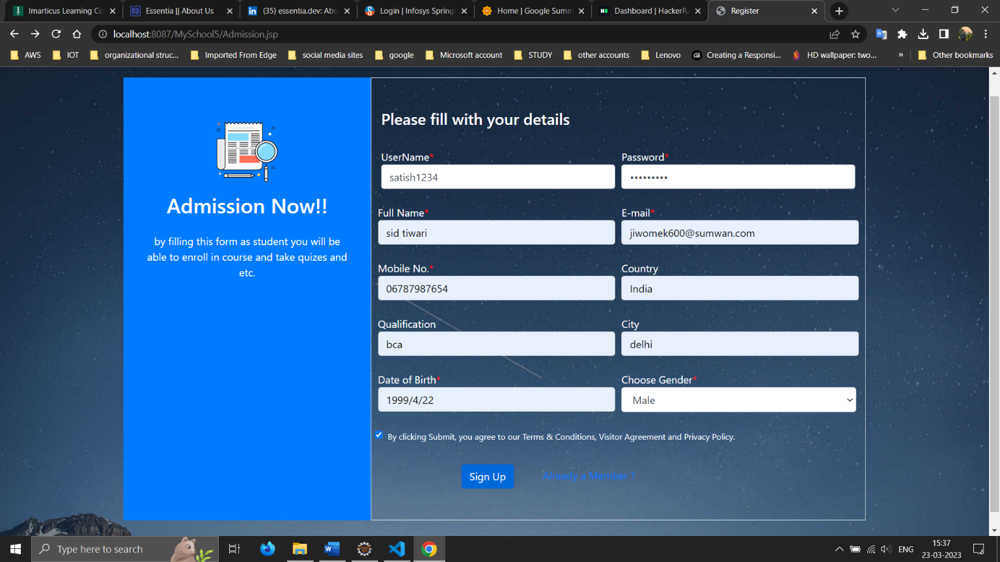 Imarticus Learning Co
Essentia || About Us
(35) essentia.dev: Abo
Login | Infosys Spring
Home | Google Summ
Dashboard | HackerRa
Register
localhost:8087/MySchool5/Admission.jsp
AWS
IOT
organizational struc...
Imported From Edge
social media sites
google
Microsoft account
STUDY
other accounts
Lenovo
Creating a Responsi...
HD wallpaper: two...
»
Other bookmarks
Admission Now!!
by filling this form as student you will be
able to enroll in course and take quizes and
etc.
Please fill with your details
UserName*
Password*
satish1234
•••••••••
Full Name*
E-mail*
sid tiwari
jiwomek600@sumwan.com
Mobile No.*
Country
06787987654
India
Qualification
City
bca
delhi
Date of Birth*
Choose Gender*
1999/4/22
Male
By clicking Submit, you agree to our Terms & Conditions, Visitor Agreement and Privacy Policy.
Sign Up
Already a Member ?
Type here to search
ENG
15:37
23-03-2023